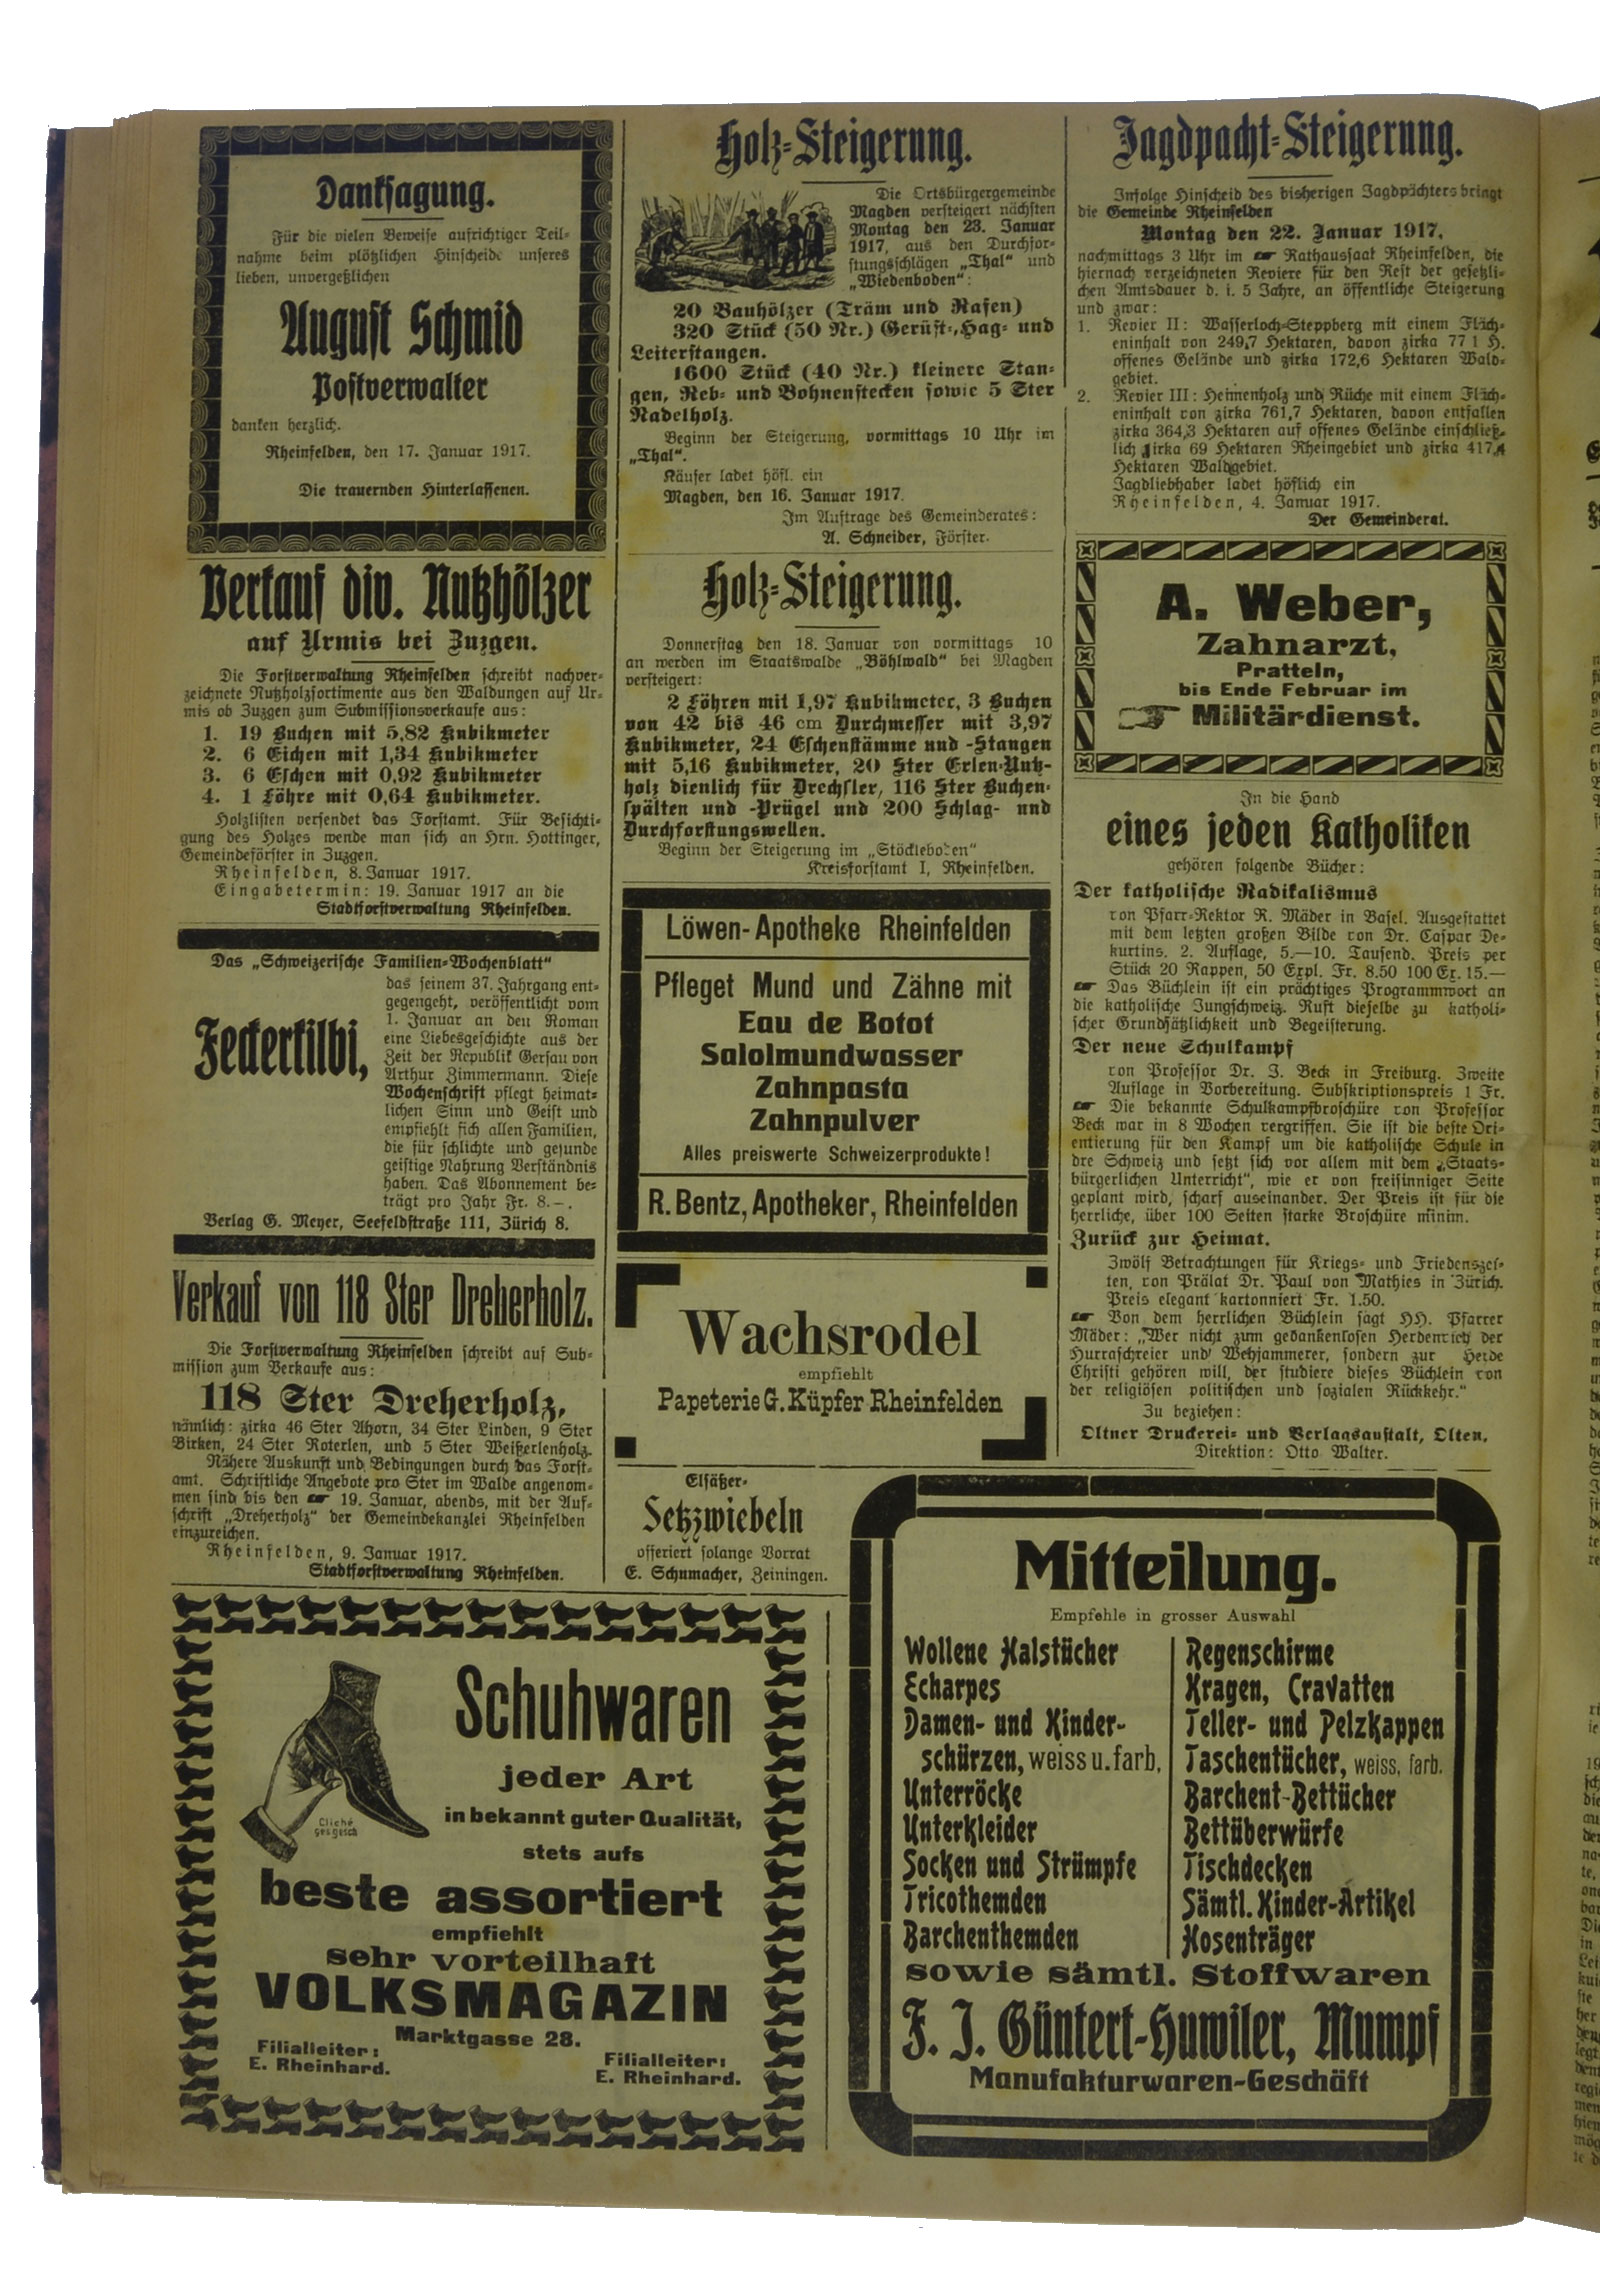 Danksagung.
Für die vielen Beweise aufrichtiger Teil-
nahme beim plötzlichen Hinscheide unseres
lieben, unvergeßlichen
August Schmid
Postverwalter
danken herzlich.
Rheinfelden, den 17. Januar 1917.
Die trauernden Hinterlassenen.
Verkauf div. Nutzhölzer
auf Urmis bei Zuzgen.
Die Forstverwaltung Rheinfelden schreibt nachver-
zeichnete Nutzholzsortimente aus den Waldungen auf Ur-
mis ob Zuzgen zum Submissionsverkaufe aus:
1. 19 Buchen mit 5,82 Kubikmeter
2. 6 Eichen mit 1,34 Kubikmeter
3. 6 Eschen mit 0,92 Kubikmeter
4. 1 Föhre mit 0,64 Kubikmeter.
Holzlisten versendet das Forstamt. Für Besichti-
gung des Holzes wende man sich an Hrn. Hottinger,
Gemeindeförster in Zuzgen.
Rheinfelden, 8. Januar 1917.
Eingabetermin: 19. Januar 1917 an die
Stadtforstverwaltung Rheinfelden.
Das „Schweizerische Familien-Wochenblatt"
das seinem 37. Jahrgang ent-
gegengeht, veröffentlicht vom
1. Januar an den Roman
Feckerkilbi,
eine Liebesgeschichte aus der
Zeit der Republik Gersau von
Arthur Zimmermann. Diese
Wochenschrift pflegt heimat-
lichen Sinn und Geist und
empfiehlt sich allen Familien,
die für schlichte und gesunde
geistige Nahrung Verständnis
haben. Das Abonnement be-
trägt pro Jahr Fr. 8.–.
Verlag G. Meyer, Seefeldstraße 111, Zürich 8.
Verkauf von 118 Ster Dreherholz.
Die Forstverwaltung Rheinfelden schreibt auf Sub-
mission zum Verkaufe aus:
118 Ster Dreherholz,
nämlich: zirka 46 Ster Ahorn, 34 Ster Linden, 9 Ster
Birken, 24 Ster Roterlen, und 5 Ster Weißerlenholz.
Nähere Auskunft und Bedingungen durch das Forst-
amt. Schriftliche Angebote pro Ster im Walde angenom-
men sind bis den ☞ 19. Januar, abends, mit der Auf-
schrift „Dreherholz" der Gemeindekanzlei Rheinfelden
einzureichen.
Rheinfelden, 9. Januar 1917.
Stadtforstverwaltung Rheinfelden.
Holz-Steigerung.
Die Ortsbürgergemeinde
Magden versteigert nächsten
Montag den 23. Januar
1917, aus den Durchfor-
stungsschlägen „Thal" und
„Wiedenboden":
20 Bauhölzer (Träm und Rafen)
320 Stück (50 Nr.) Gerüst-, Hag- und
Leiterstangen.
1600 Stück (40 Nr.) kleinere Stan-
gen, Reb- und Bohnenstecken sowie 5 Ster
Nadelholz.
Beginn der Steigerung, vormittags 10 Uhr im
„Thal".
Käufer ladet höfl. ein
Magden, den 16. Januar 1917.
Im Auftrage des Gemeinderates:
A. Schneider, Förster.
Holz-Steigerung.
Donnerstag den 18. Januar von vormittags 10
an werden im Staatswalde „Böhlwald" bei Magden
versteigert:
2 Föhren mit 1,97 Kubikmeter, 3 Buchen
von 42 bis 46 cm Durchmesser mit 3,97
Kubikmeter, 24 Eschenstämme und -Stangen
mit 5,16 Kubikmeter, 20 Ster Erlen-Nutz-
holz dienlich für Drechsler, 116 Ster Buchen-
spälten und -Prügel und 200 Schlag- und
Durchforstungswellen.
Beginn der Steigerung im „Stöckleboden"
Kreisforstamt I, Rheinfelden.
Löwen-Apotheke Rheinfelden
Pfleget Mund und Zähne mit
Eau de Botot
Salolmundwasser
Zahnpasta
Zahnpulver
Alles preiswerte Schweizerprodukte!
R. Bentz, Apotheker, Rheinfelden
Wachsrodel
empfiehlt
Papeterie G. Küpfer Rheinfelden
Elsäßer-
Setzzwiebeln
offeriert solange Vorrat
E. Schumacher, Zeiningen.
Jagdpacht-Steigerung.
Infolge Hinscheid des bisherigen Jagdpächters bringt
die Gemeinde Rheinfelden
Montag den 22. Januar 1917,
nachmittags 3 Uhr im ☞ Rathaussaat Rheinfelden, die
hiernach verzeichneten Reviere für den Rest der gesetzli-
chen Amtsdauer d. i. 5 Jahre, an öffentliche Steigerung
und zwar:
1. Revier II: Wasserloch-Steppberg mit einem Fläch-
eninhalt von 249,7 Hektaren, davon zirka 77 1 H.
offenes Gelände und zirka 172,6 Hektaren Wald-
gebiet.
2. Revier III: Heimenholz und Rüche mit einem Fläch-
eninhalt von zirka 761,7 Hektaren, davon entfallen
zirka 364,3 Hektaren auf offenes Gelände einschließ-
lich zirka 69 Hektaren Rheingebiet und zirka 417,4
Hektaren Waldgebiet.
Jagdliebhaber ladet höflich ein
Rheinfelden, 4. Januar 1917.
Der Gemeinderat.
A. Weber,
Zahnarzt,
Pratteln,
bis Ende Februar im
☞ Militärdienst.
In die Hand
eines jeden Katholiken
gehören folgende Bücher:
Der katholische Radikalismus
von Pfarr-Rektor R. Mäder in Basel. Ausgestattet
mit dem letzten großen Bilde von Dr. Caspar De-
kurtins. 2. Auflage, 5.—10. Tausend. Preis per
Stück 20 Rappen, 50 Expl. Fr. 8.50 100 Ex. 15.—
☞ Das Büchlein ist ein prächtiges Programmwort an
die katholische Jungschweiz. Ruft dieselbe zu katholi-
scher Grundsätzlichkeit und Begeisterung.
Der neue Schulkampf
von Professor Dr. J. Beck in Freiburg. Zweite
Auflage in Vorbereitung. Subskriptionspreis 1 Fr.
☞ Die bekannte Schulkampfbroschüre von Professor
Beck war in 8 Wochen vergriffen. Sie ist die beste Ori-
entierung für den Kampf um die katholische Schule in
dre Schweiz und setzt sich vor allem mit dem „Staats-
bürgerlichen Unterricht", wie er von freisinniger Seite
geplant wird, scharf auseinander. Der Preis ist für die
herrliche, über 100 Seiten starke Broschüre minim.
Zurück zur Heimat.
Zwölf Betrachtungen für Kriegs- und Friedenszei-
ten, von Prälat Dr. Paul von Mathies in Zürich.
Preis elegant kartonniert Fr. 1.50.
☞ Von dem herrlichen Büchlein sagt HH. Pfarrer
Mäder: „Wer nicht zum gedankenlosen Herdenvieh der
Hurraschreier und Wehjammerer, sondern zur Herde
Christi gehören will, der studiere dieses Büchlein von
der religiösen politischen und sozialen Rückkehr."
Zu beziehen:
Oltner Druckerei- und Verlagsanstalt, Olten.
Direktion: Otto Walter.
Schuhwaren
jeder Art
in bekannt guter Qualität,
Cliché
ges gesch
stets aufs
beste assortiert
empfiehlt
sehr vorteilhaft
VOLKSMAGAZIN
Marktgasse 28.
Filialleiter:
E. Rheinhard.
Filialleiter:
E. Rheinhard.
Mitteilung.
Empfehle in grosser Auswahl
Wollene Halstücher
Echarpes
Damen- und Kinder-
schürzen, weiss u. farb,
Unterröcke
Unterkleider
Socken und Strümpfe
Tricothemden
Barchenthemden
Regenschirme
Kragen, Cravatten
Teller- und Pelzkappen
Taschentücher, weiss, farb.
Barchent-Bettücher
Bettüberwürfe
Tischdecken
Sämtl. Kinder-Artikel
Hosenträger
sowie sämtl. Stoffwaren
F. J. Güntert-Huwiler, Mumpf
Manufakturwaren-Geschäft